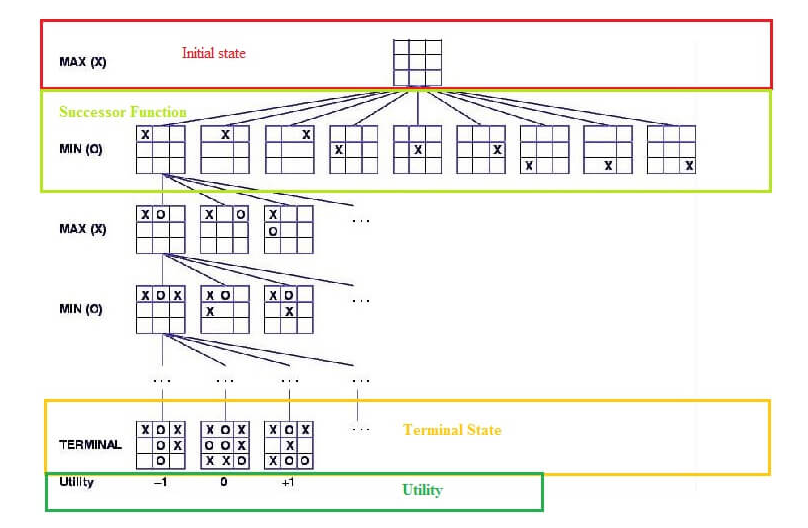 MAX (X) Initial state
Successor Function
X X X
MIN (O) X X X
X X X
X O X O X ...
MAX (X) O
X O X X O X O ...
MIN (O) X X
... ... ... ...
X O X X O X X O X ... Terminal State
TERMINAL O X O O X X
O X X O X O O
Utility -1 0 +1 Utility